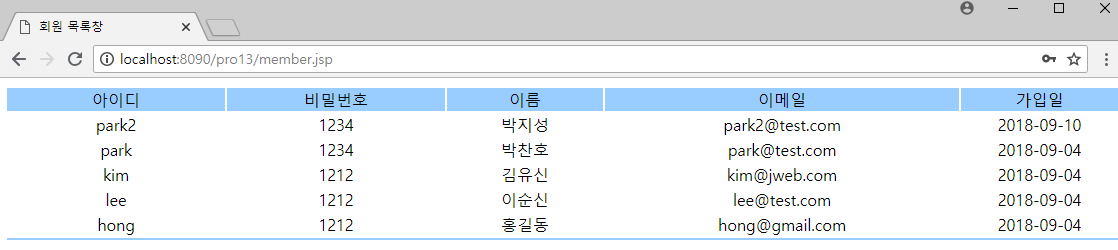 회원 목록창
localhost:8090/pro13/member.jsp
아이디 비밀번호 이름 이메일 가입일
park2 1234 박지성 park2@test.com 2018-09-10
park 1234 박찬호 park@test.com 2018-09-04
kim 1212 김유신 kim@jweb.com 2018-09-04
lee 1212 이순신 lee@test.com 2018-09-04
hong 1212 홍길동 hong@gmail.com 2018-09-04